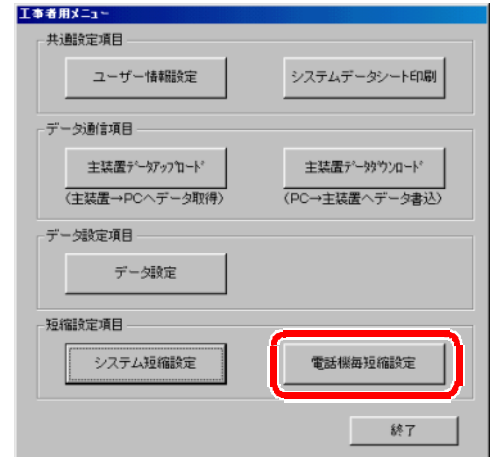 工事者用メニュー
共通設定項目
ユーザー情報設定
システムデータシート印刷
データ通信項目
主装置ﾃﾞｰﾀｱｯﾌﾟﾛｰﾄﾞ
主装置ﾃﾞｰﾀﾀﾞｳﾝﾛｰﾄﾞ
(主装置→PCへデータ取得)
(PC→主装置へデータ書込)
データ設定項目
データ設定
短縮設定項目
システム短縮設定
電話機毎短縮設定
終了